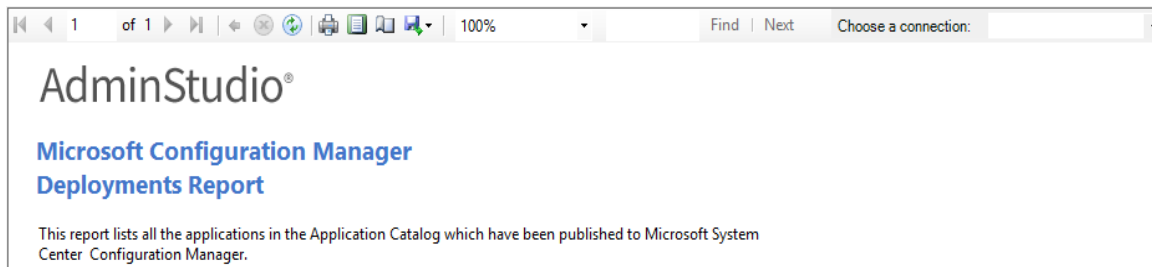 1 of 1 100% Find | Next Choose a connection:
AdminStudio®
Microsoft Configuration Manager
Deployments Report
This report lists all the applications in the Application Catalog which have been published to Microsoft System
Center Configuration Manager.